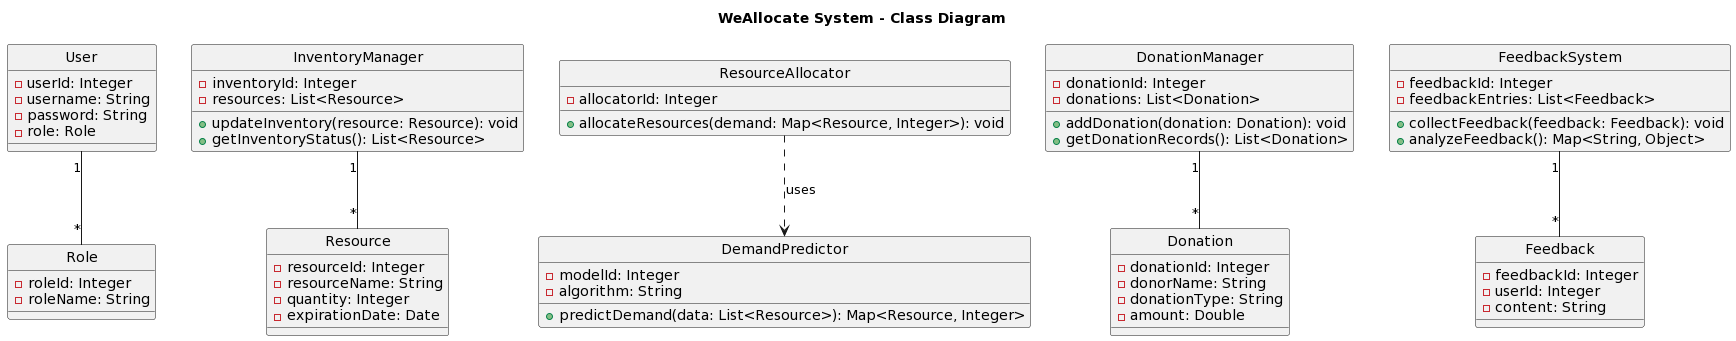 WeAllocate System - Class Diagram
User
userId: Integer
username: String
password: String
role: Role
InventoryManager
inventoryId: Integer
resources: List<Resource>
updateInventory(resource: Resource): void
getInventoryStatus(): List<Resource>
ResourceAllocator
allocatorId: Integer
allocateResources(demand: Map<Resource, Integer>): void
DonationManager
donationId: Integer
donations: List<Donation>
addDonation(donation: Donation): void
getDonationRecords(): List<Donation>
FeedbackSystem
feedbackId: Integer
feedbackEntries: List<Feedback>
collectFeedback(feedback: Feedback): void
analyzeFeedback(): Map<String, Object>
1
*
1
*
uses
1
*
1
*
Role
roleId: Integer
roleName: String
Resource
resourceId: Integer
resourceName: String
quantity: Integer
expirationDate: Date
DemandPredictor
modelId: Integer
algorithm: String
predictDemand(data: List<Resource>): Map<Resource, Integer>
Donation
donationId: Integer
donorName: String
donationType: String
amount: Double
Feedback
feedbackId: Integer
userId: Integer
content: String